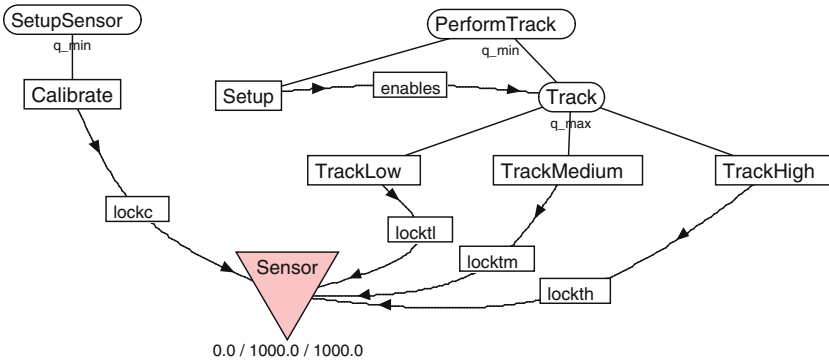 SetupSensor
q_min
PerformTrack
q_min
Calibrate
Setup
enables
Track
q_max
TrackLow
TrackMedium
TrackHigh
lockc
locktl
locktm
lockth
Sensor
0.0 / 1000.0 / 1000.0